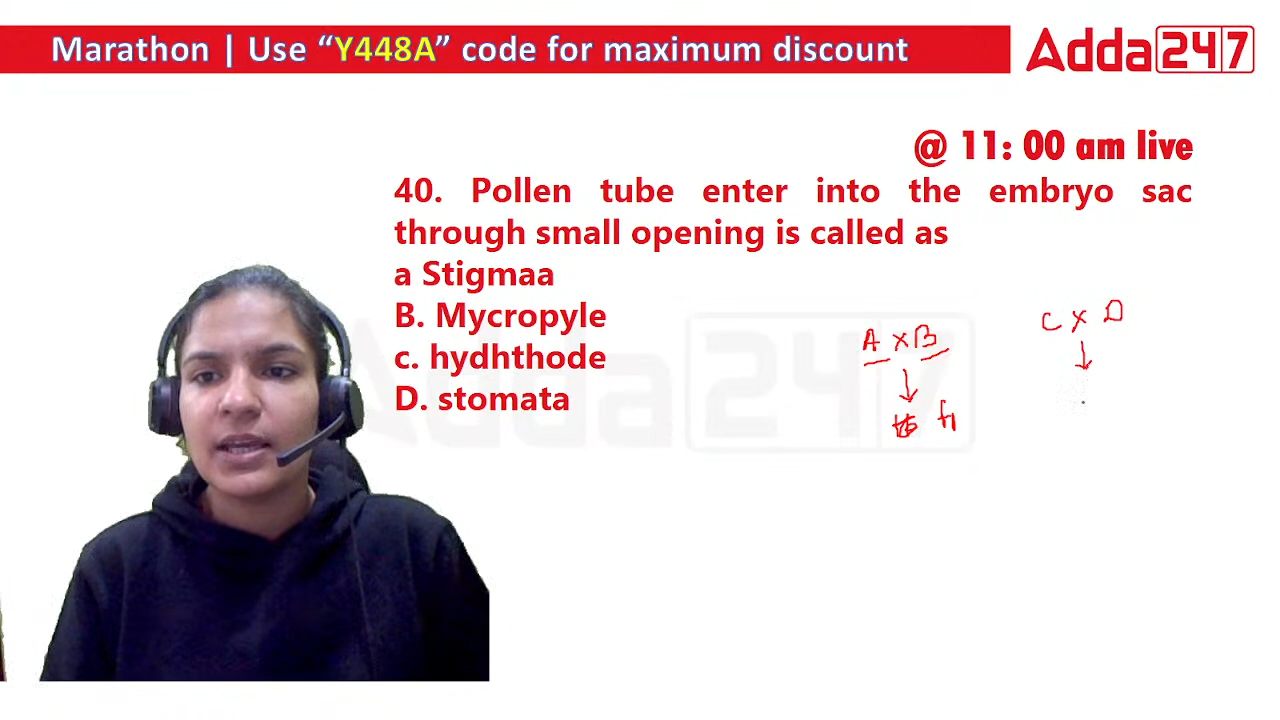 Marathon | Use “Y448A” code for maximum discount
Adda247
@ 11: 00 am live
40. Pollen tube enter into the embryo sac
through small opening is called as
a Stigmaa
B. Mycropyle
c. hydhthode
D. stomata
A x B
C x D
f1